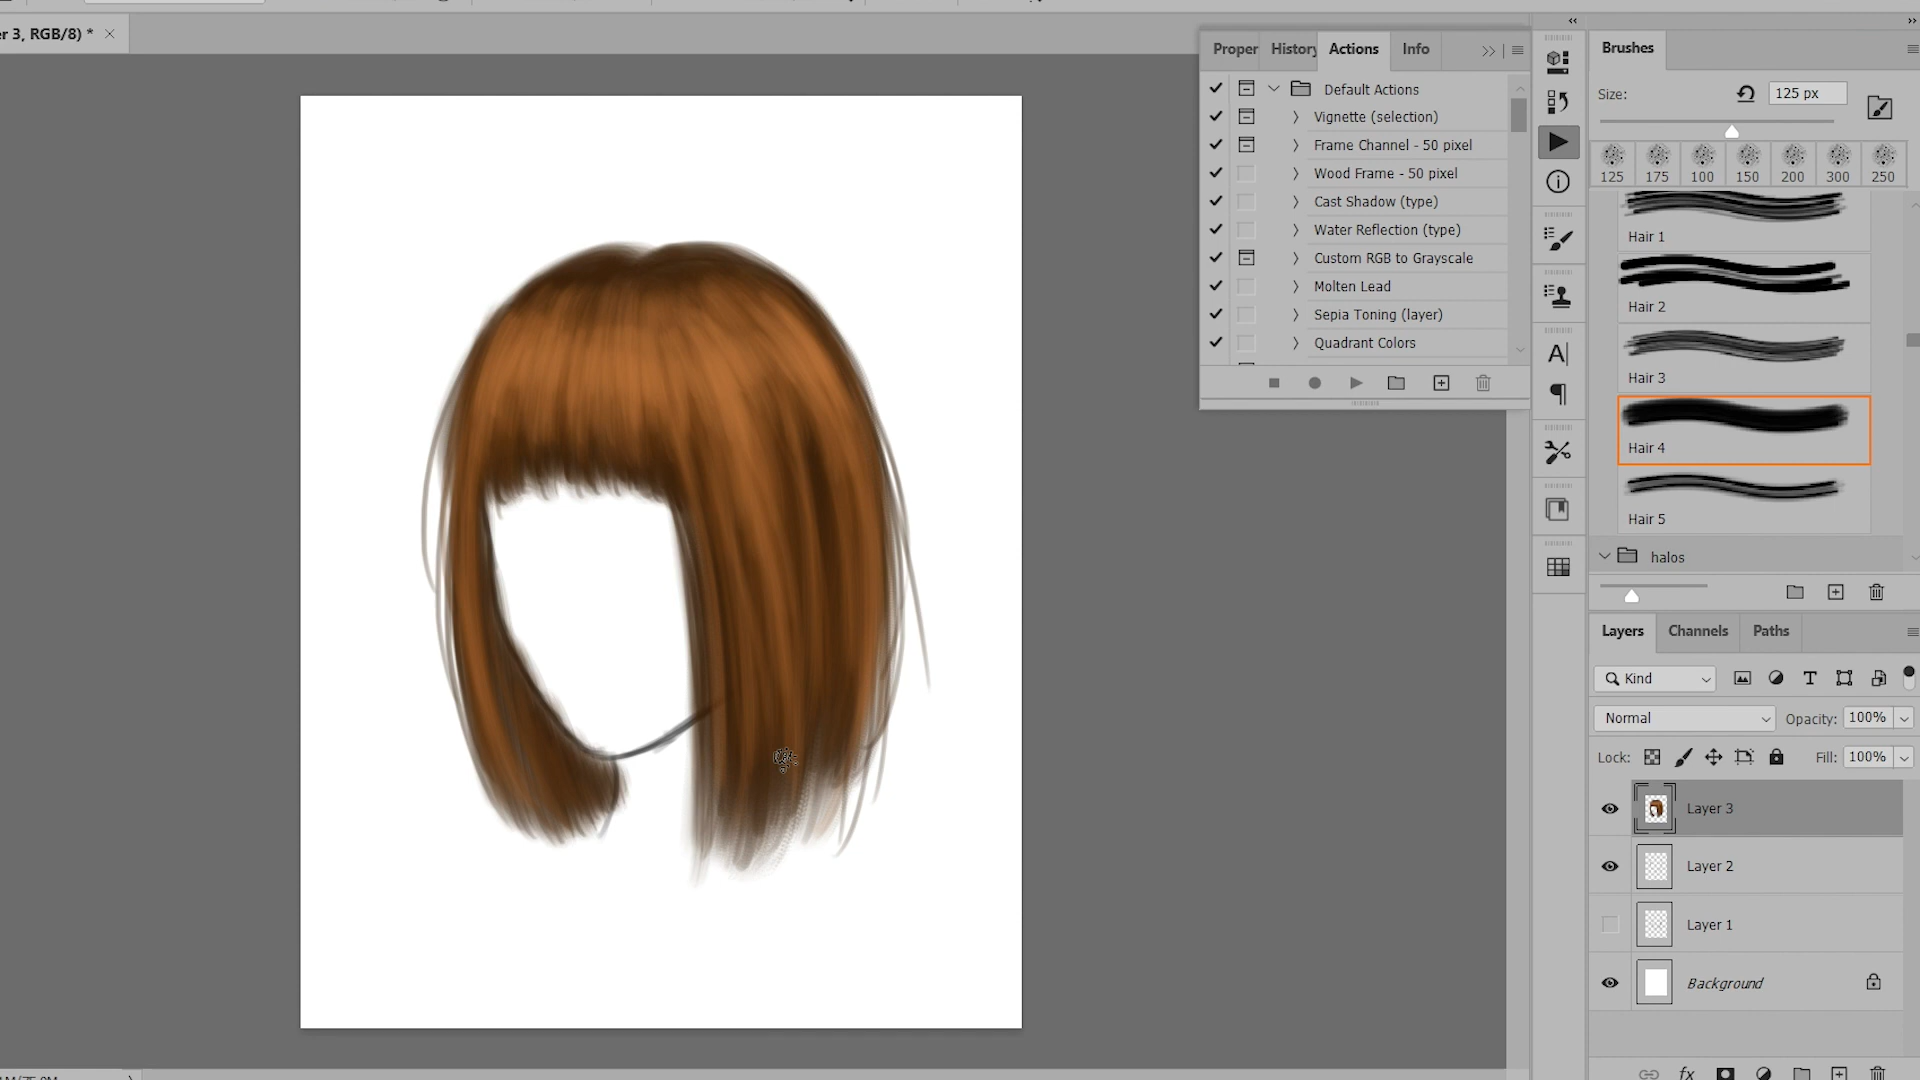 er 3, RGB/8) *
Proper
History
Actions
Info
Default Actions
Vignette (selection)
Frame Channel - 50 pixel
Wood Frame - 50 pixel
Cast Shadow (type)
Water Reflection (type)
Custom RGB to Grayscale
Molten Lead
Sepia Toning (layer)
Quadrant Colors
Brushes
Size:
125 px
125 175 100 150 200 300 250
Hair 1
Hair 2
Hair 3
Hair 4
Hair 5
halos
Layers
Channels
Paths
Kind
Normal
Opacity: 100%
Lock:
Fill: 100%
Layer 3
Layer 2
Layer 1
Background
fx